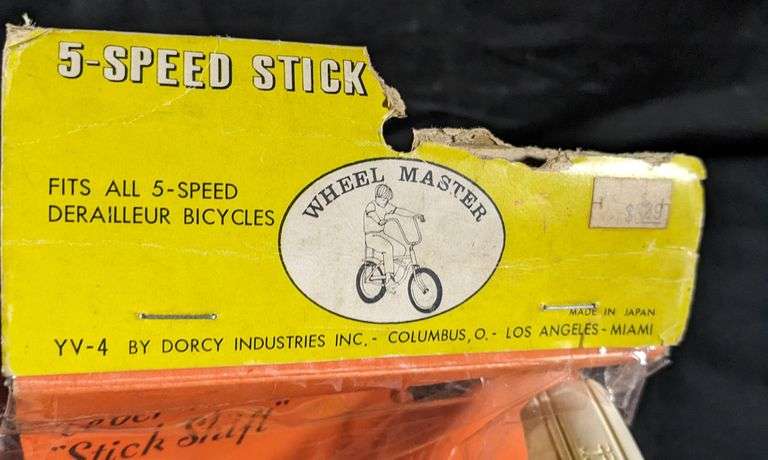 5-SPEED STICK
FITS ALL 5-SPEED
DERAILLEUR BICYCLES
WHEEL MASTER
MADE IN JAPAN
YV-4 BY DORCY INDUSTRIES INC. - COLUMBUS, O. - LOS ANGELES - MIAMI
"Stick Shift"